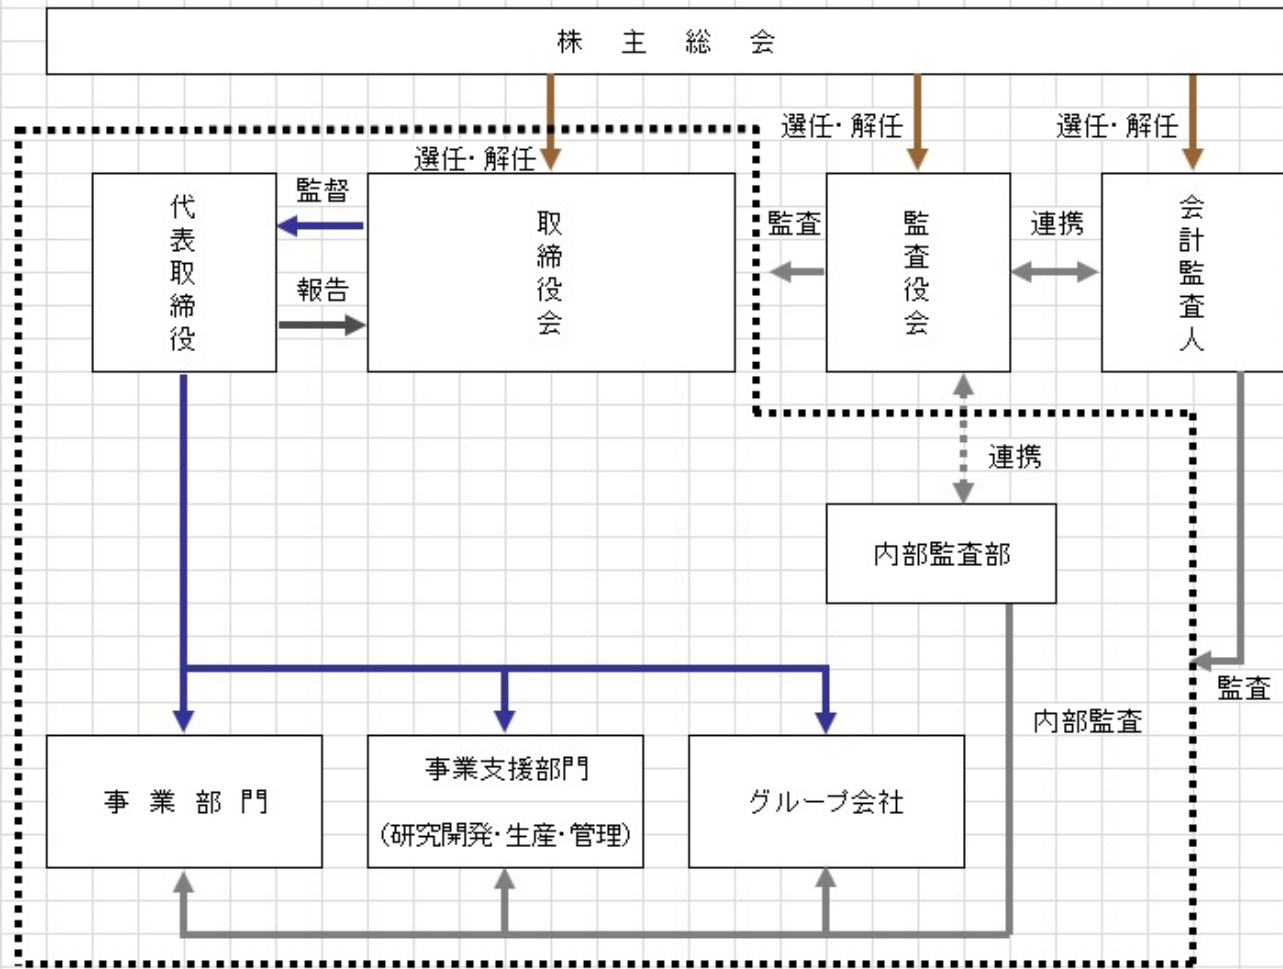 株 主 総 会
選任・解任
選任・解任
選任・解任
代表取締役
監督
報告
取締役会
監査
監査役会
連携
会計監査人
連携
内部監査部
監査
内部監査
事 業 部 門
事業支援部門
(研究開発・生産・管理)
グループ会社